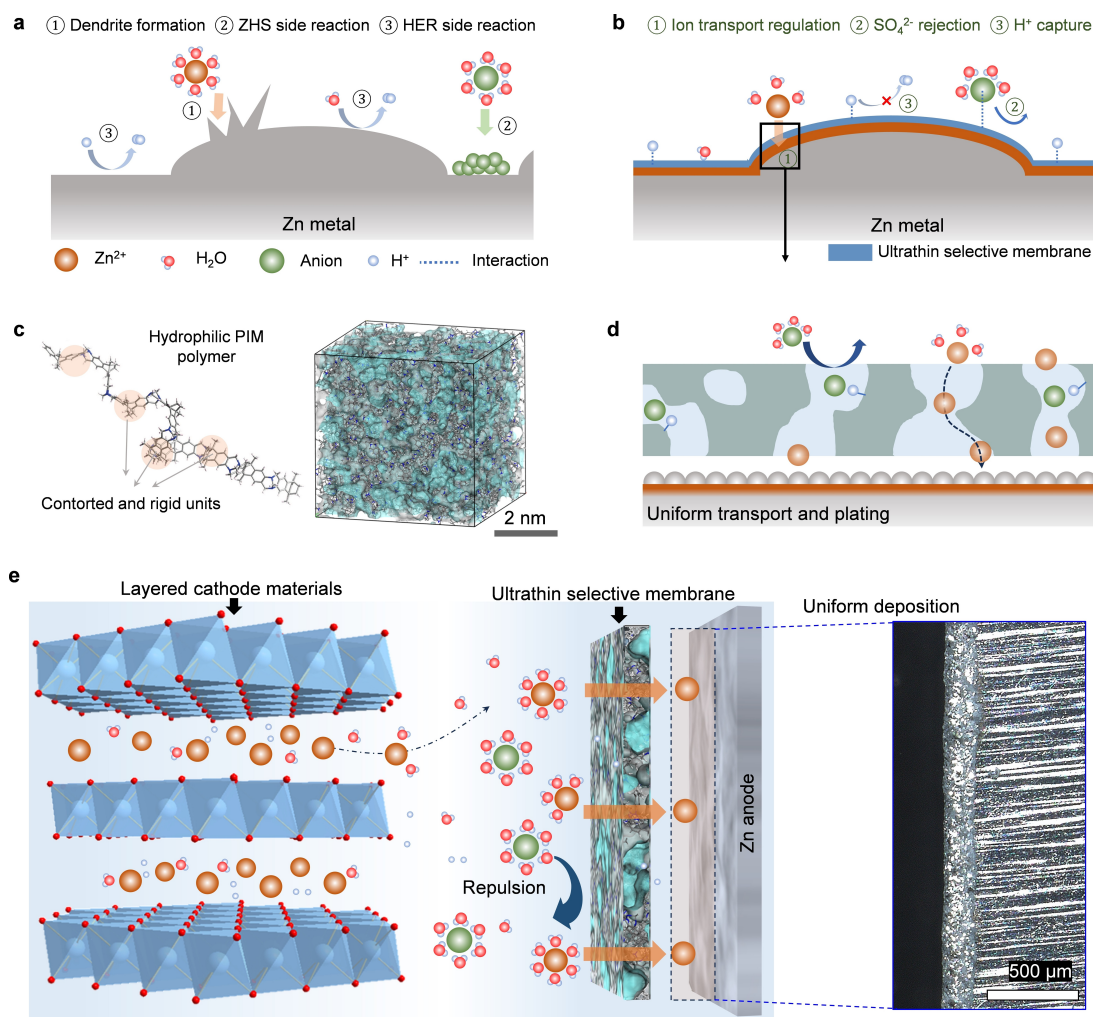 a ① Dendrite formation ② ZHS side reaction ③ HER side reaction
①
③
③
②
Zn metal
Zn²⁺
H₂O
Anion
H⁺
Interaction
b ① Ion transport regulation ② SO₄²⁻ rejection ③ H⁺ capture
③
②
①
Zn metal
Ultrathin selective membrane
c Hydrophilic PIM
polymer
Contorted and rigid units
2 nm
d
Uniform transport and plating
e
Layered cathode materials
Ultrathin selective membrane
Uniform deposition
Repulsion
Zn anode
500 µm